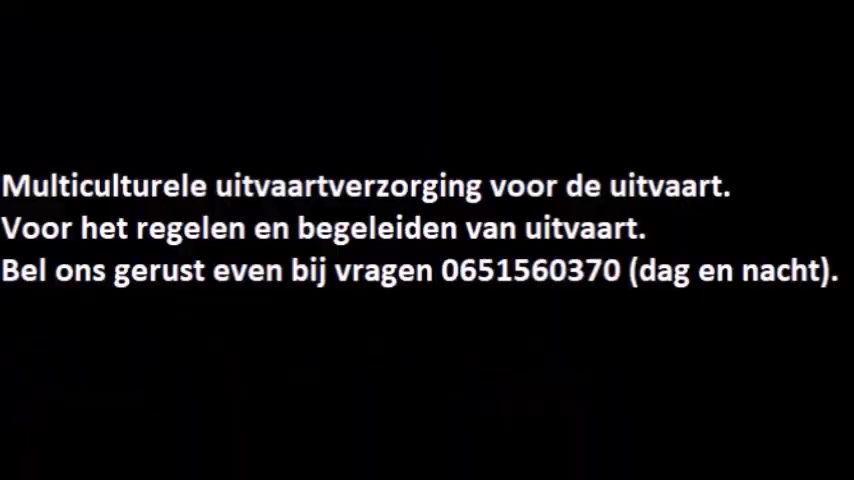 Multiculturele uitvaartverzorging voor de uitvaart.
Voor het regelen en begeleiden van uitvaart.
Bel ons gerust even bij vragen 0651560370 (dag en nacht).